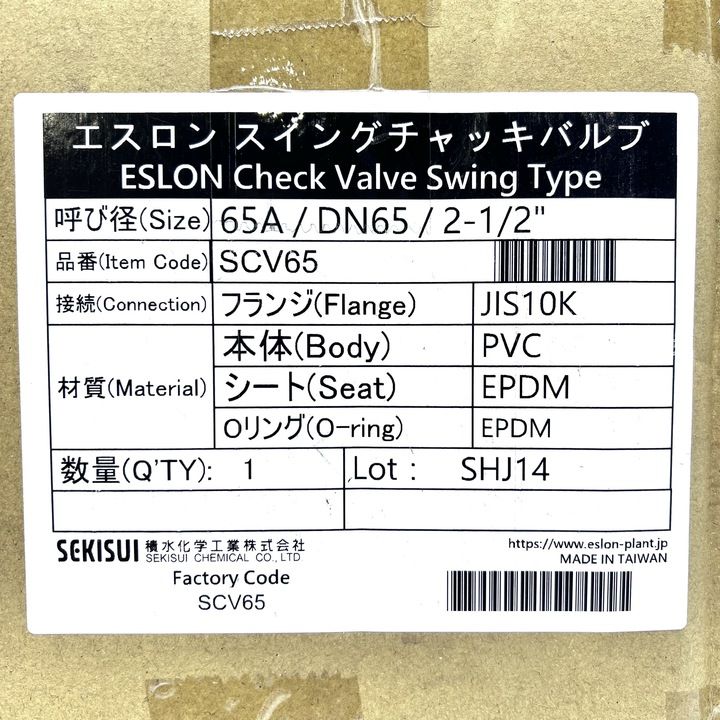 エスロン スイングチャッキバルブ
ESLON Check Valve Swing Type
呼び径(Size) 65A / DN65 / 2-1/2"
品番(Item Code) SCV65
接続(Connection) フランジ(Flange) JIS10K
材質(Material) 本体(Body) PVC
シート(Seat) EPDM
Oリング(O-ring) EPDM
数量(Q'TY): 1 Lot : SHJ14
SEKISUI 積水化学工業株式会社
SEKISUI CHEMICAL CO., LTD
https://www.eslon-plant.jp
MADE IN TAIWAN
Factory Code
SCV65